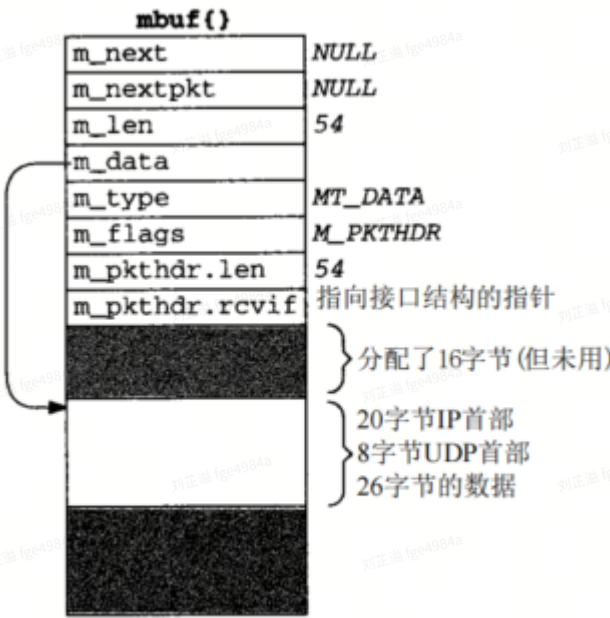 mbuf{}
m_next NULL
m_nextpkt NULL
m_len 54
m_data
m_type MT_DATA
m_flags M_PKTHDR
m_pkthdr.len 54
m_pkthdr.rcvif 指向接口结构的指针
分配了16字节(但未用)
20字节IP首部
8字节UDP首部
26字节的数据